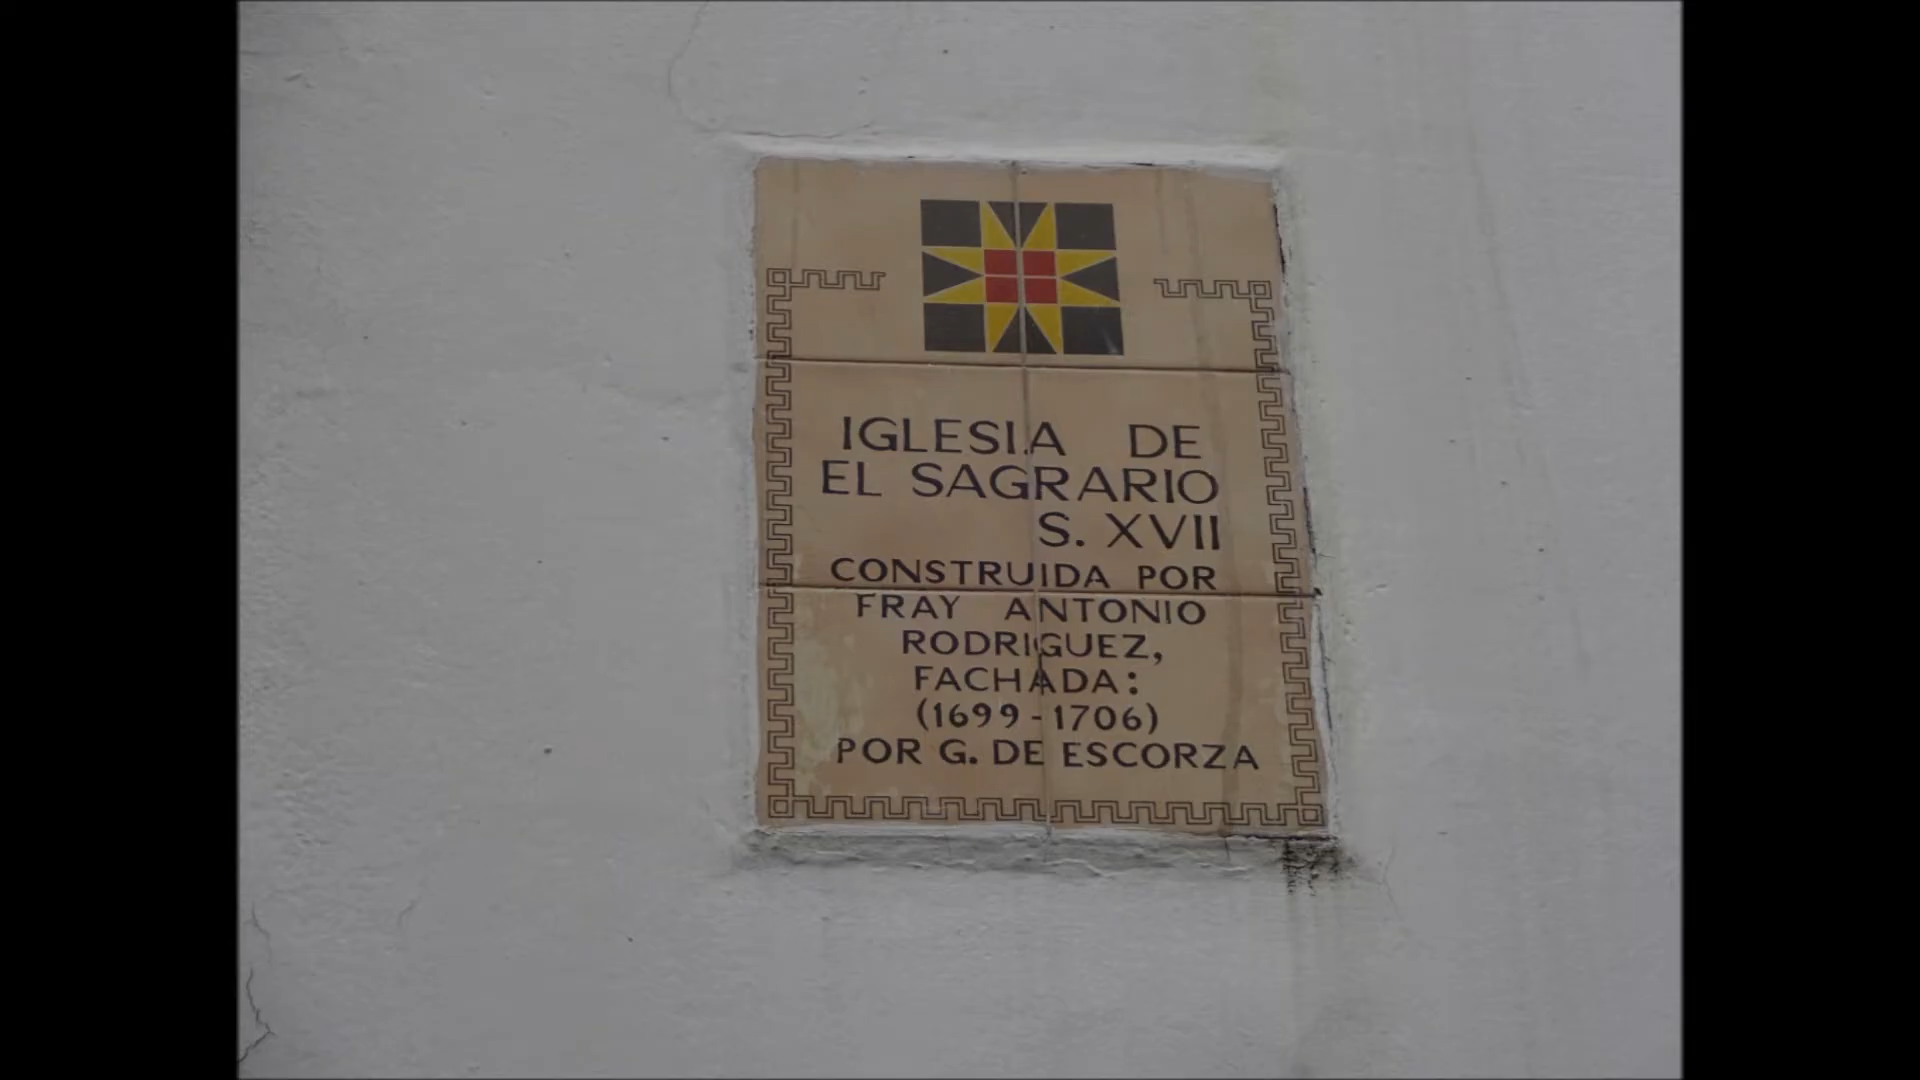 IGLESIA DE
EL SAGRARIO
S. XVII
CONSTRUIDA POR
FRAY ANTONIO
RODRIGUEZ,
FACHADA:
(1699-1706)
POR G. DE ESCORZA